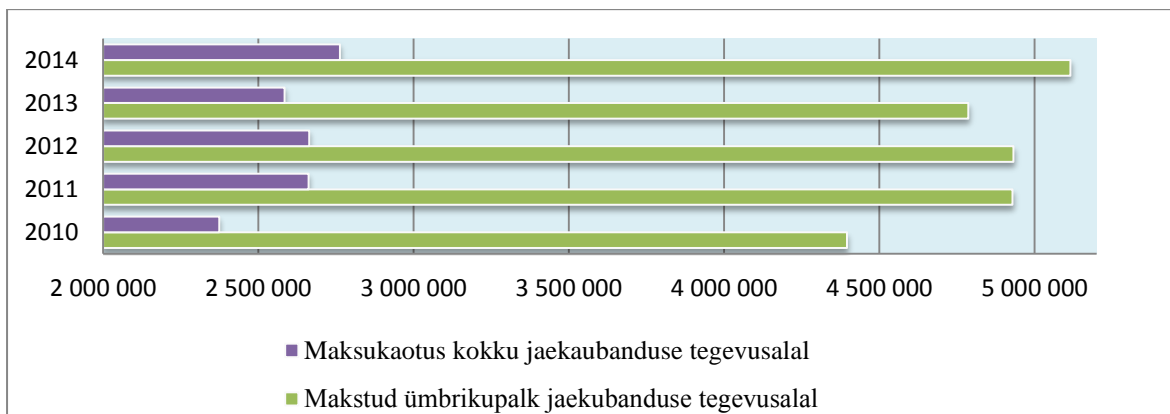 2014
2013
2012
2011
2010
2 000 000 2 500 000 3 000 000 3 500 000 4 000 000 4 500 000 5 000 000
Maksukaotus kokku jaekaubanduse tegevusalal
Makstud ümbrikupalk jaekubanduse tegevusalal